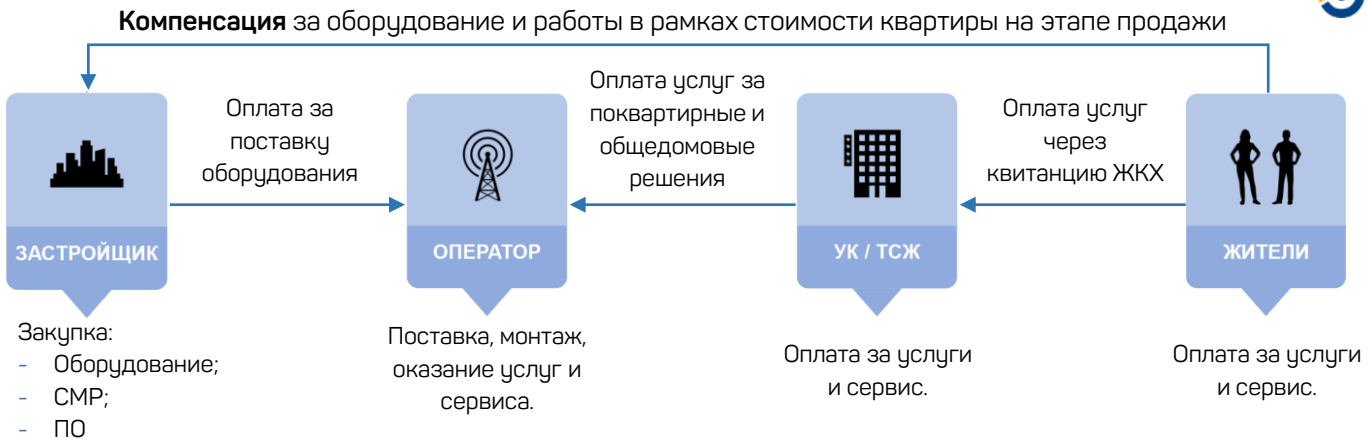 Компенсация за оборудование и работы в рамках стоимости квартиры на этапе продажи
Оплата за
поставку
оборудования
Оплата услуг за
поквартирные и
общедомовые
решения
Оплата услуг
через
квитанцию ЖКХ
ЗАСТРОЙЩИК
ОПЕРАТОР
УК / ТСЖ
ЖИТЕЛИ
Закупка:
- Оборудование;
- СМР;
- ПО
Поставка, монтаж,
оказание услуг и
сервиса.
Оплата за услуги
и сервис.
Оплата за услуги
и сервис.